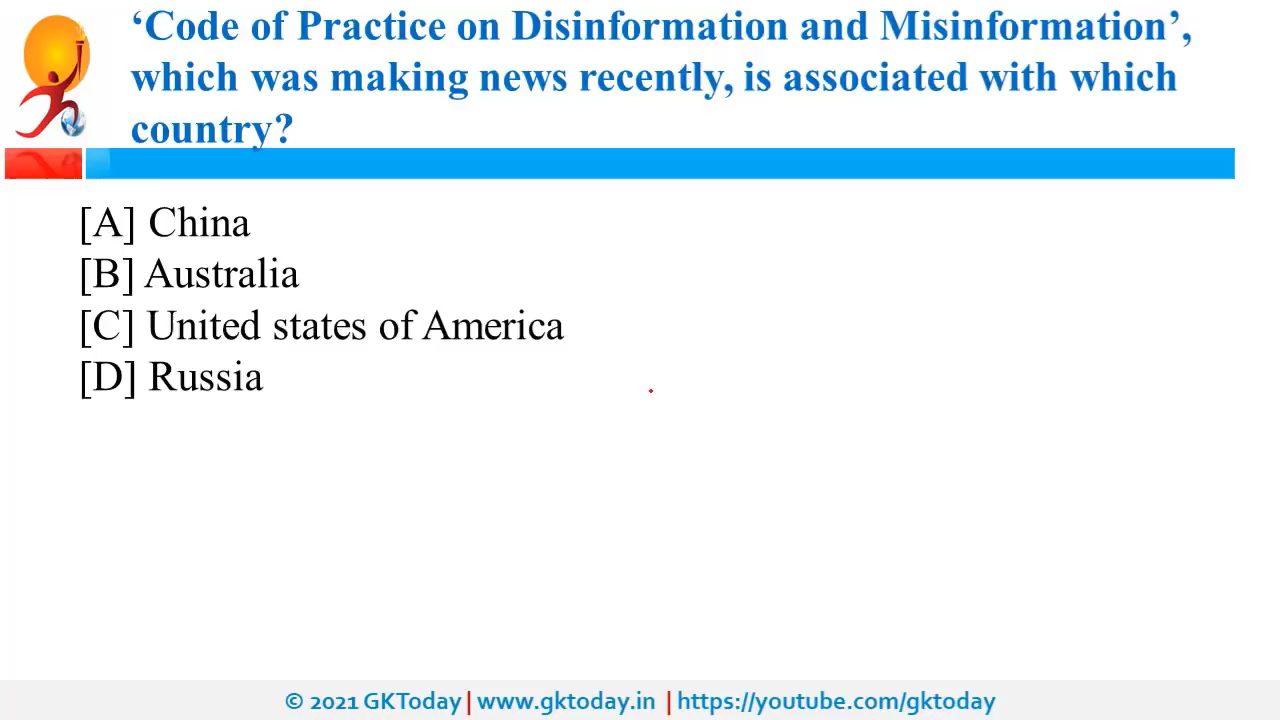 ‘Code of Practice on Disinformation and Misinformation’,
which was making news recently, is associated with which
country?
[A] China
[B] Australia
[C] United states of America
[D] Russia
© 2021 GKToday | www.gktoday.in | https://youtube.com/gktoday